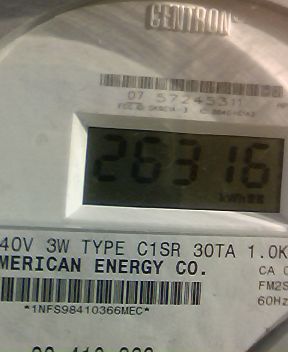 CENTRON
07 57245311
26316
kWh
40V 3W TYPE C1SR 30TA 1.0K
MERICAN ENERGY CO.
CA 0
FM2S
60Hz
*1NFS98410366MEC*